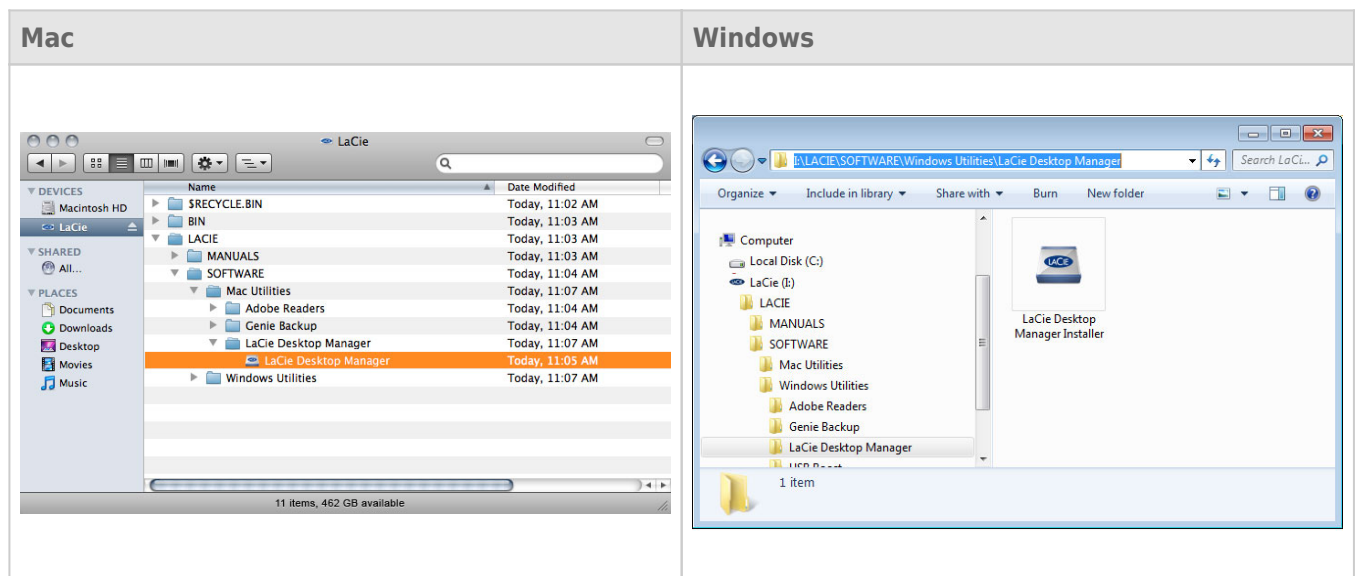 Mac
Windows
LaCie
Name
Date Modified
DEVICES
Macintosh HD
LaCie
SHARED
All...
PLACES
Documents
Downloads
Desktop
Movies
Music
$RECYCLE.BIN Today, 11:02 AM
BIN Today, 11:03 AM
LACIE Today, 11:03 AM
MANUALS Today, 11:03 AM
SOFTWARE Today, 11:04 AM
Mac Utilities Today, 11:07 AM
Adobe Readers Today, 11:04 AM
Genie Backup Today, 11:04 AM
LaCie Desktop Manager Today, 11:07 AM
LaCie Desktop Manager Today, 11:05 AM
Windows Utilities Today, 11:07 AM
11 items, 462 GB available
I:\LACIE\SOFTWARE\Windows Utilities\LaCie Desktop Manager
Search LaCi...
Organize Include in library Share with Burn New folder
Computer
Local Disk (C:)
LaCie (I:)
LACIE
MANUALS
SOFTWARE
Mac Utilities
Windows Utilities
Adobe Readers
Genie Backup
LaCie Desktop Manager
USB Boost
LACIE
LaCie Desktop
Manager Installer
1 item